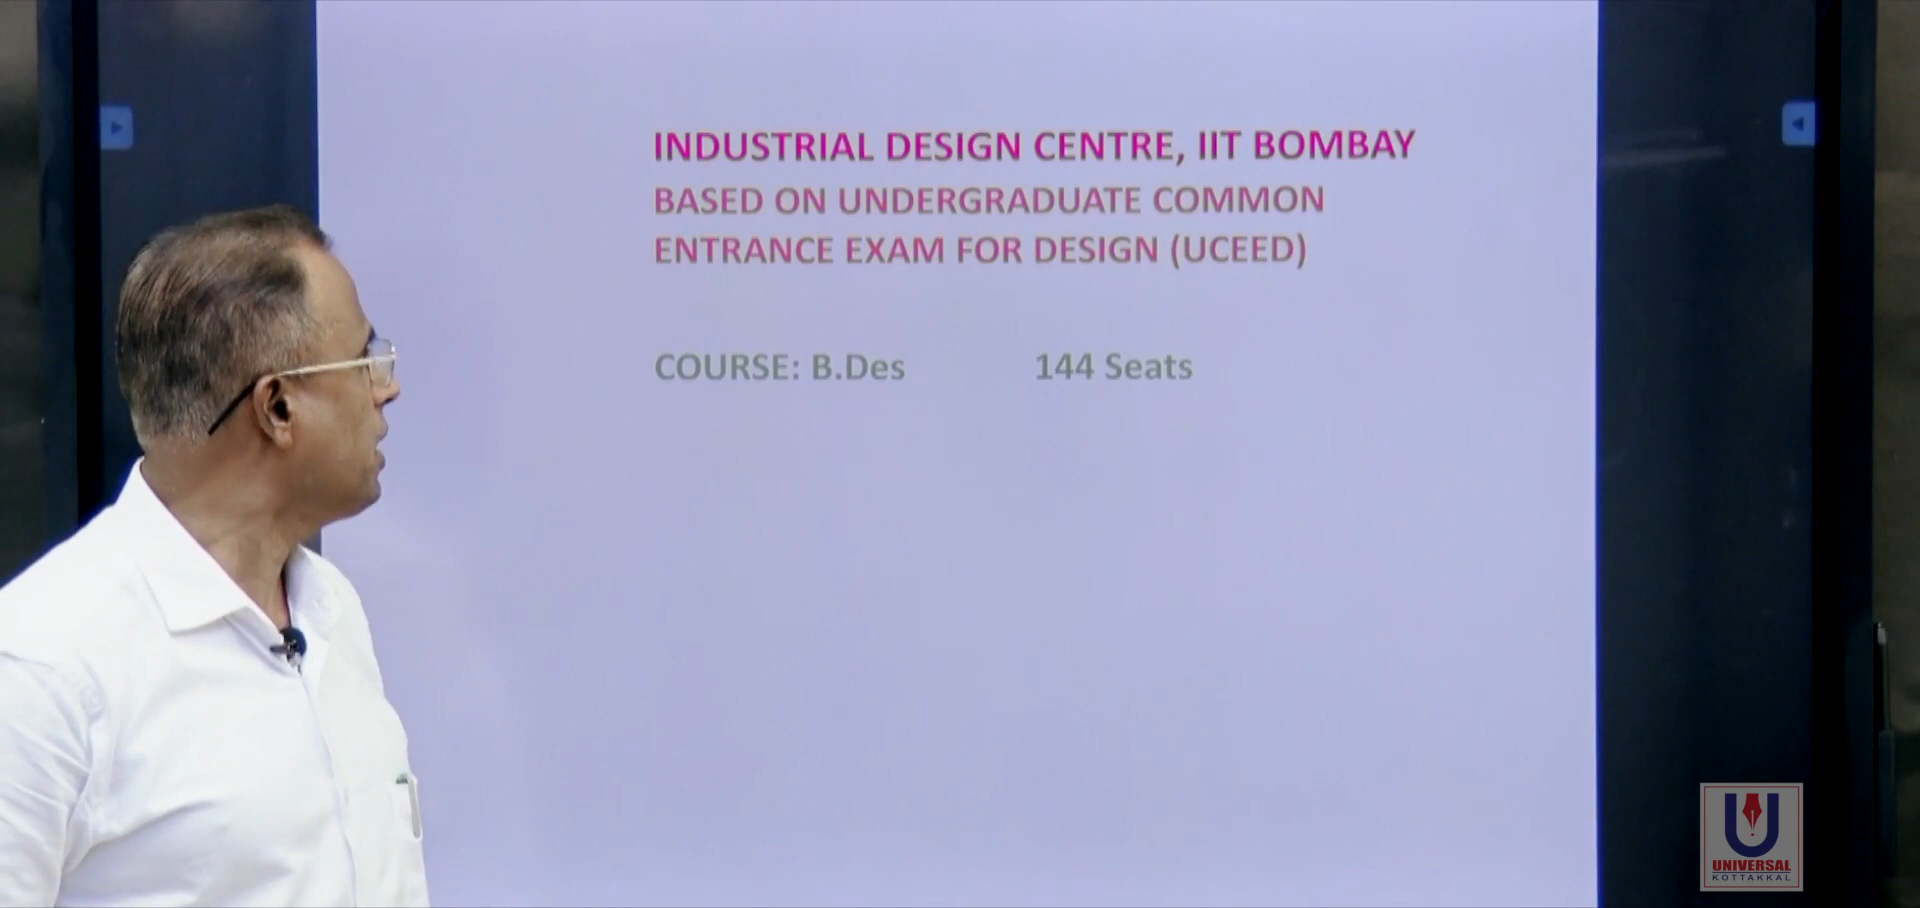 INDUSTRIAL DESIGN CENTRE, IIT BOMBAY
BASED ON UNDERGRADUATE COMMON
ENTRANCE EXAM FOR DESIGN (UCEED)
COURSE: B.Des 144 Seats
UNIVERSAL
KOTTAKKAL